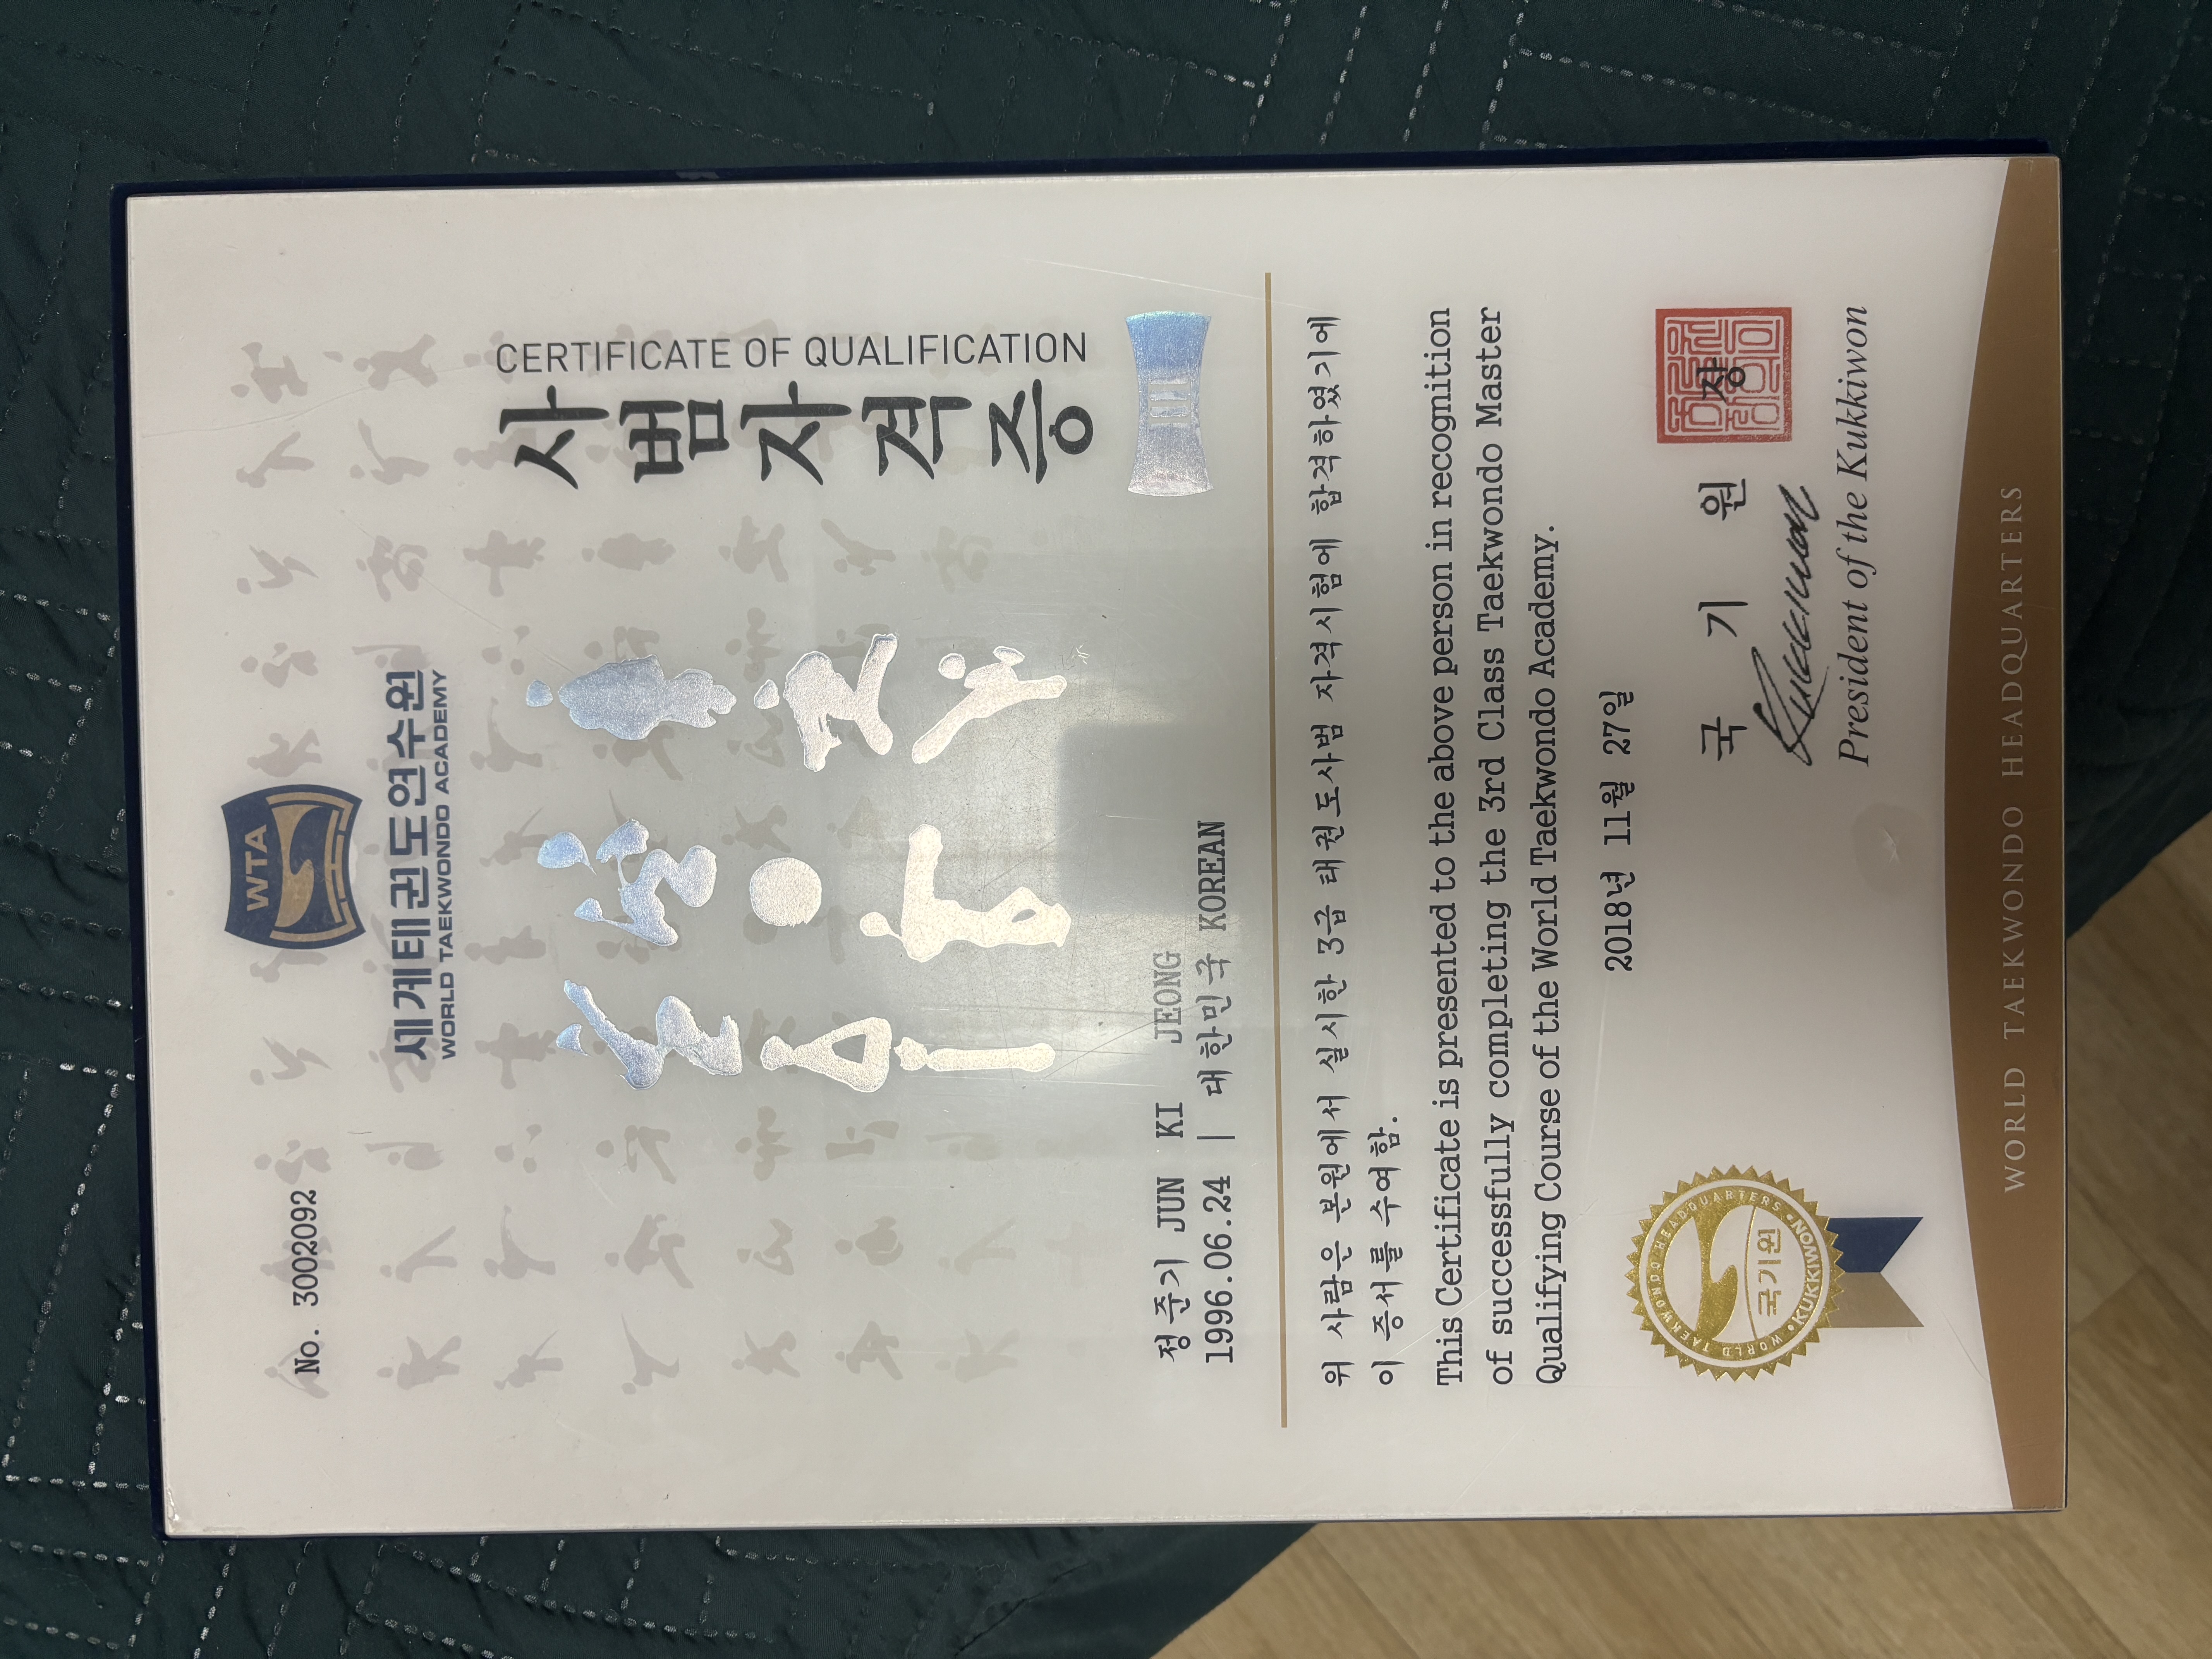 No. 3002092
WTA
세계태권도연수원
WORLD TAEKWONDO ACADEMY
사범자격증
CERTIFICATE OF QUALIFICATION
정준기 JUN KI JEONG
1996.06.24 | 대한민국 KOREAN
위 사람은 본원에서 실시한 3급 태권도사범 자격시험에 합격하였기에
이 증서를 수여함.
This Certificate is presented to the above person in recognition
of successfully completing the 3rd Class Taekwondo Master
Qualifying Course of the World Taekwondo Academy.
2018년 11월 27일
국 기 원 장
President of the Kukkiwon
WORLD TAEKWONDO HEADQUARTERS • KUKKIWON •
국기원
WORLD TAEKWONDO HEADQUARTERS